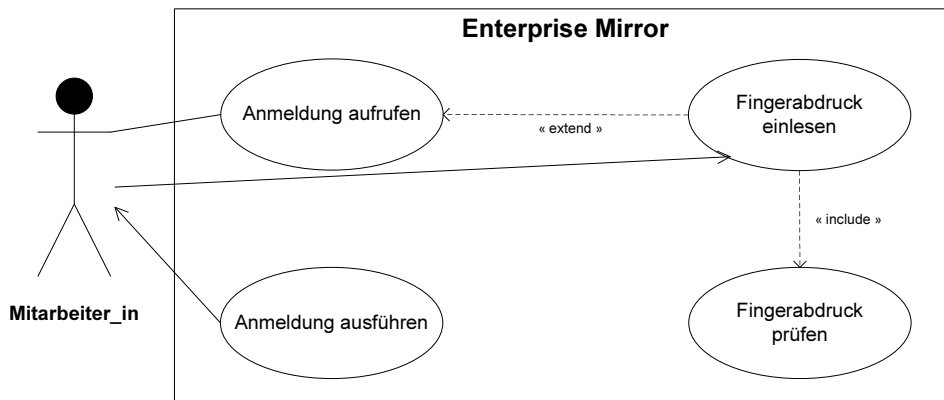 Enterprise Mirror
Anmeldung aufrufen
« extend »
Fingerabdruck
einlesen
« include »
Mitarbeiter_in
Anmeldung ausführen
Fingerabdruck
prüfen